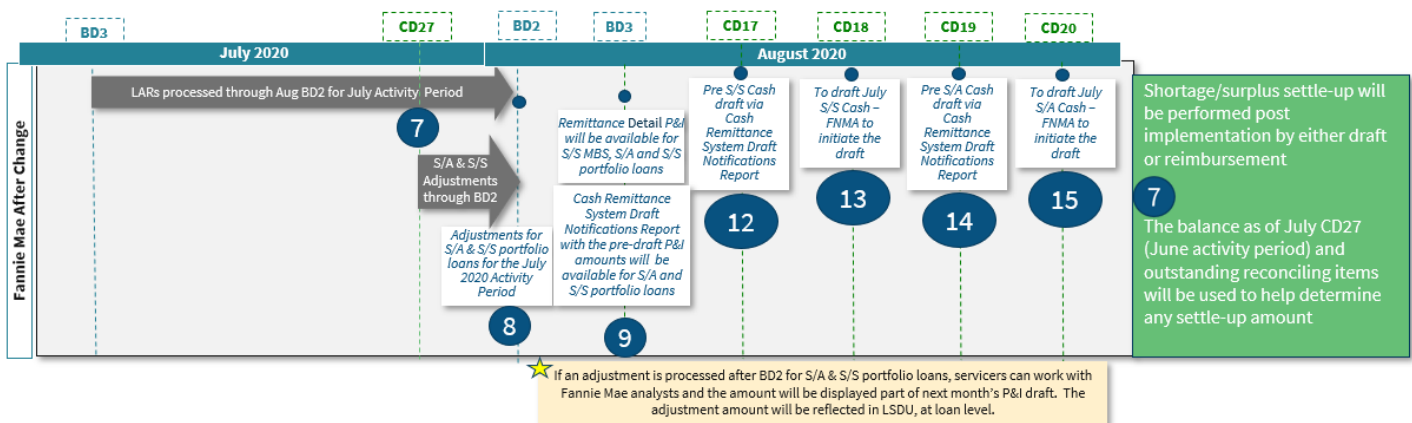 BD3
CD27
BD2
BD3
CD17
CD18
CD19
CD20
July 2020
August 2020
Fannie Mae After Change
LARs processed through Aug BD2 for July Activity Period
7
S/A & S/S
Adjustments
through BD2
Adjustments for
S/A & S/S portfolio
loans for the July
2020 Activity
Period
8
Remittance Detail P&I
will be available for
S/S MBS, S/A and S/S
portfolio loans
Cash Remittance
System Draft
Notifications Report
with the pre-draft P&I
amounts will be
available for S/A and
S/S portfolio loans
9
Pre S/S Cash
draft via
Cash
Remittance
System Draft
Notifications
Report
12
To draft July
S/S Cash –
FNMA to
initiate the
draft
13
Pre S/A Cash
draft via
Cash
Remittance
System Draft
Notifications
Report
14
To draft July
S/A Cash –
FNMA to
initiate the
draft
15
Shortage/surplus settle-up will
be performed post
implementation by either draft
or reimbursement
7
The balance as of July CD27
(June activity period) and
outstanding reconciling items
will be used to help determine
any settle-up amount
If an adjustment is processed after BD2 for S/A & S/S portfolio loans, servicers can work with
Fannie Mae analysts and the amount will be displayed part of next month's P&I draft. The
adjustment amount will be reflected in LSDU, at loan level.